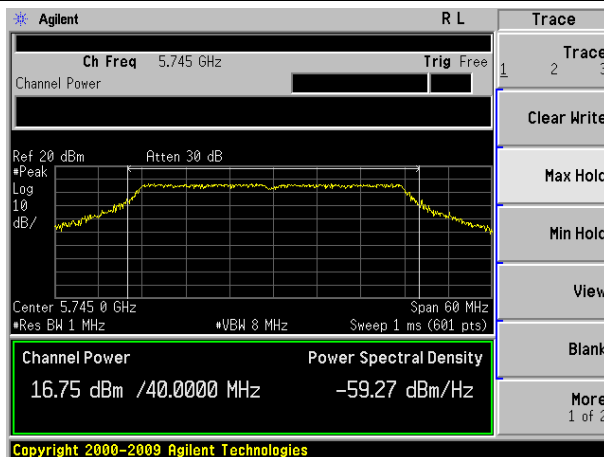 Agilent R L Trace
Ch Freq 5.745 GHz Trig Free
Channel Power
Trace
1 2 3
Clear Write
Max Hold
Min Hold
View
Blank
More
1 of 2
Ref 20 dBm Atten 30 dB
#Peak
Log
10
dB/
Center 5.745 0 GHz Span 60 MHz
#Res BW 1 MHz #VBW 8 MHz Sweep 1 ms (601 pts)
Channel Power Power Spectral Density
16.75 dBm /40.0000 MHz -59.27 dBm/Hz
Copyright 2000-2009 Agilent Technologies